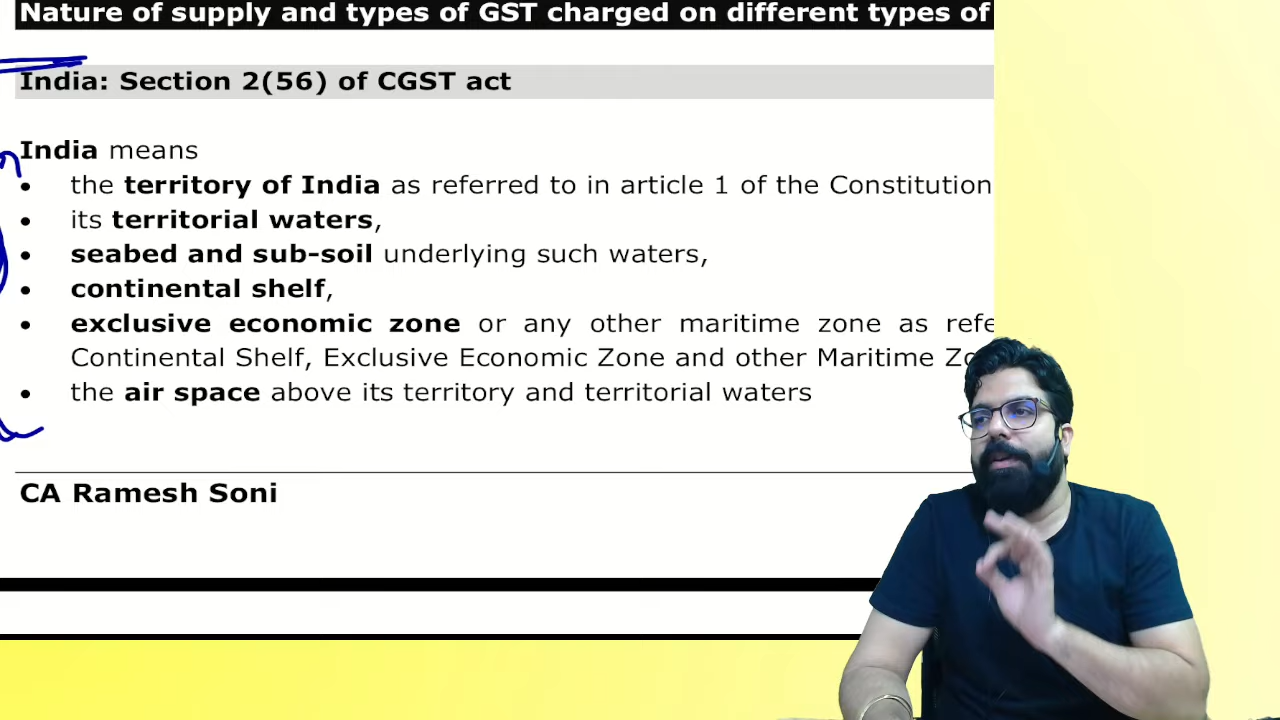 Nature of supply and types of GST charged on different types of
India: Section 2(56) of CGST act
India means
• the territory of India as referred to in article 1 of the Constitution
• its territorial waters,
• seabed and sub-soil underlying such waters,
• continental shelf,
• exclusive economic zone or any other maritime zone as
Continental Shelf, Exclusive Economic Zone and other Maritime
• the air space above its territory and territorial waters
CA Ramesh Soni